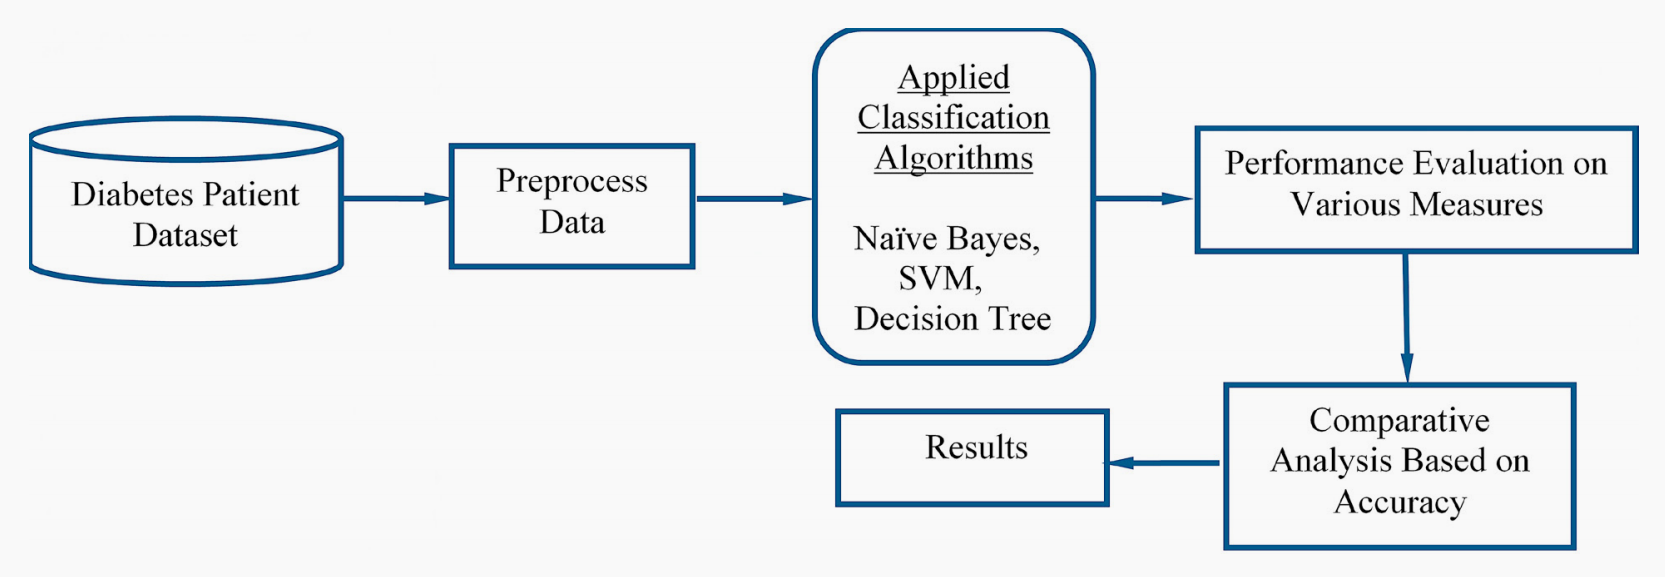 Diabetes Patient
Dataset
Preprocess
Data
Applied
Classification
Algorithms
Naïve Bayes,
SVM,
Decision Tree
Performance Evaluation on
Various Measures
Comparative
Analysis Based on
Accuracy
Results